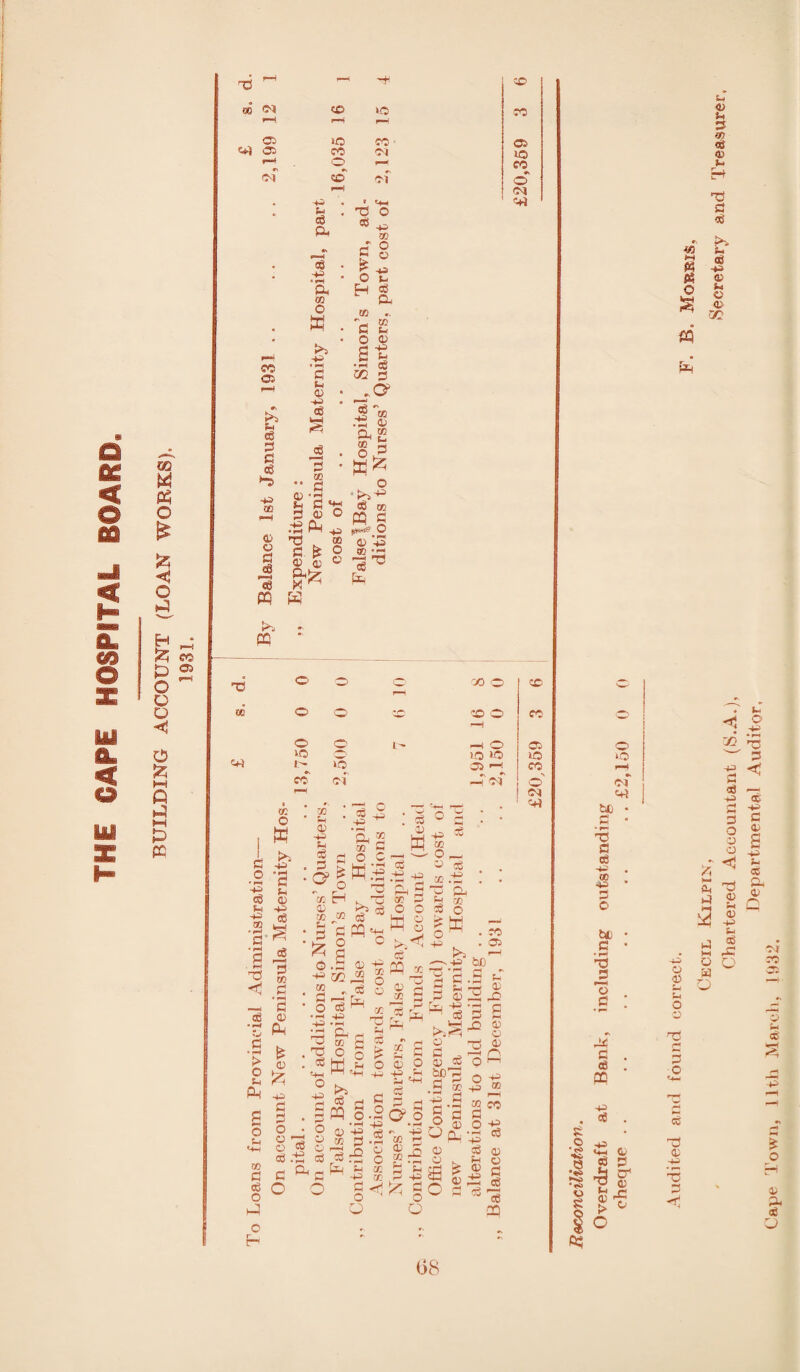 THE CAPE HOSPITAL BOARD.
BUILDING ACCOUNT (LOAN WORKS).
1931.
£ s. d.
To Loans from Provincial Administration—
On account New Peninsula Maternity Hos-
pital. . . . . . . . . 13,750 0 0
On account of additions to Nurses' Quarters,
False Bay Hospital, Simon's Town . . 2,500 0 0
,, Contribution from False Bay Hospital
Association towards cost of additions to
Nurses' Quarters, False Bay Hospital . . 7 6 10
,, Contribution from Funds Account (Head
Office Contingency Fund) towards cost of
new Peninsula Maternity Hospital and
alterations to old building . . . . 1,951 16 8
,, Balance at 31st December, 1931 . . . . 2,150 0 0
£20,359 3 6
£ s. d.
By Balance 1st January, 1931 . . . . . . 2,199 12 1
,, Expenditure :
New Peninsula Maternity Hospital, part
cost of . . . . . . . . 16,035 16 1
False Bay Hospital, Simon's Town, ad-
ditions to Nurses' Quarters, part cost of 2,123 15 4
£20,359 3 6
Reconciliation.
Overdraft at Bank, including outstanding
cheque . . . . . . . . £2,150 0 0
F. B. Morris,
Secretary and Treasurer,
Audited and found correct.
Cecil Kilpin,
Chartered Accountant (S.A.),
Departmental Auditor,
Cape Town, 11th March, 1932.
68